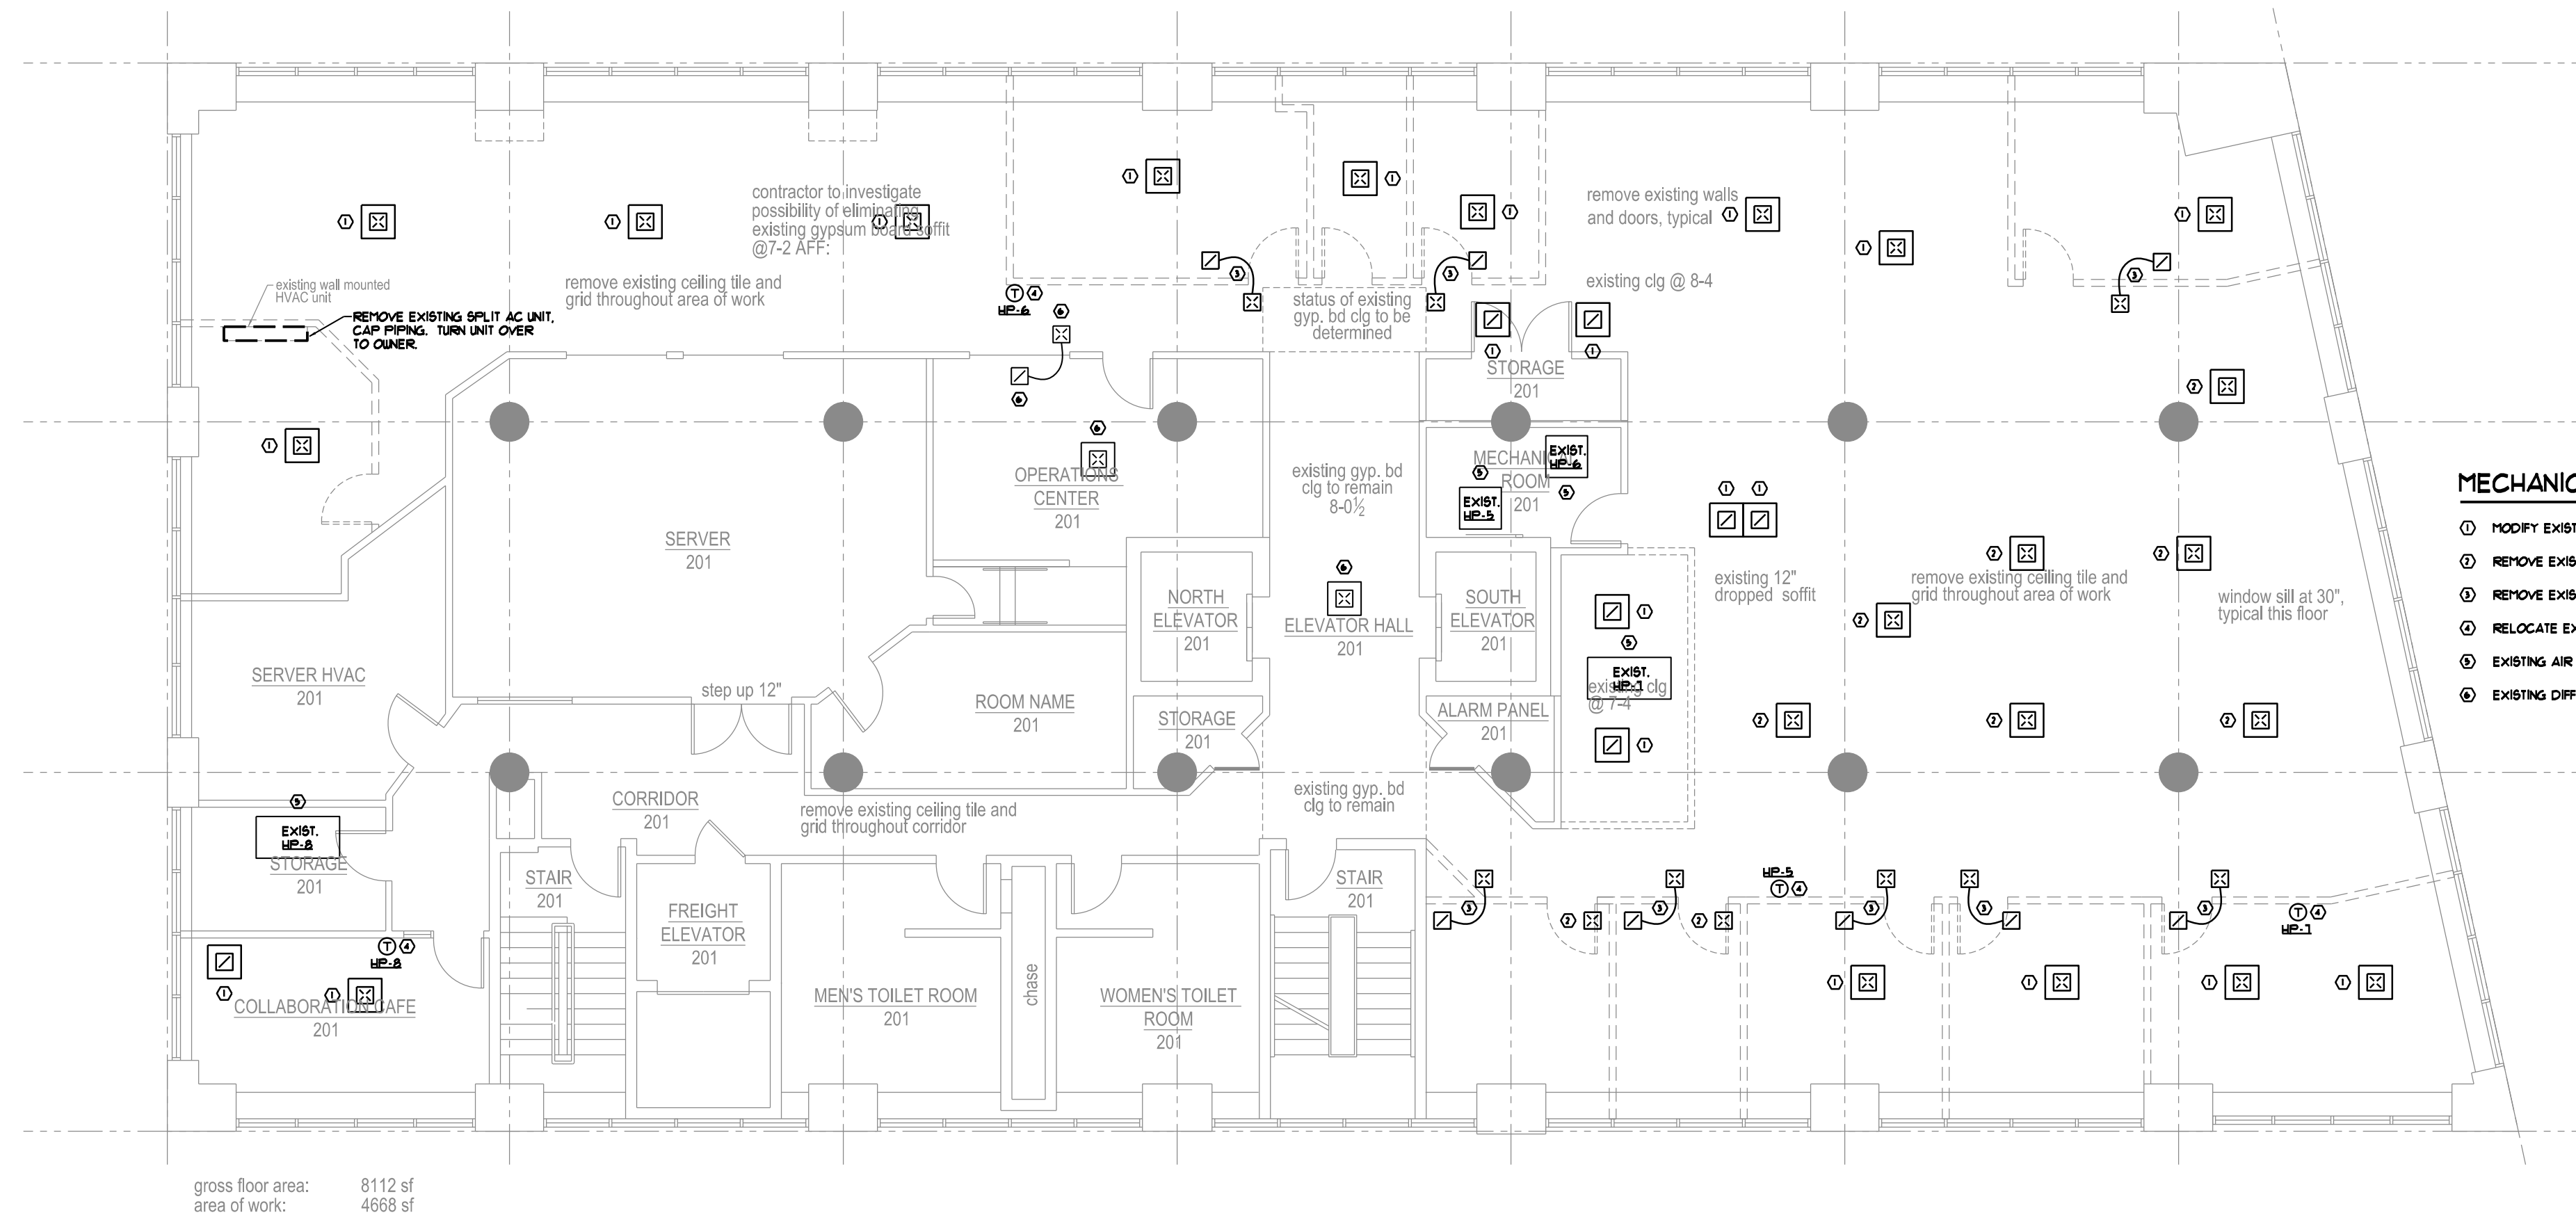 contractor to investigate
possibility of eliminating
existing gypsum board soffit
@7-2 AFF:
remove existing walls
and doors, typical
existing clg @ 8-4
remove existing ceiling tile and
grid throughout area of work
existing wall mounted
HVAC unit
REMOVE EXISTING SPLIT AC UNIT,
CAP PIPING. TURN UNIT OVER
TO OWNER.
T 4
HP-6
status of existing
gyp. bd clg to be
determined
STORAGE
201
OPERATIONS
CENTER
201
existing gyp. bd
clg to remain
8-0½
MECHANICAL
ROOM
201
EXIST.
HP-6
EXIST.
HP-5
SERVER
201
NORTH
ELEVATOR
201
ELEVATOR HALL
201
SOUTH
ELEVATOR
201
existing 12"
dropped soffit
remove existing ceiling tile and
grid throughout area of work
window sill at 30",
typical this floor
MECHANIC
1 MODIFY EXIST
2 REMOVE EXIS
3 REMOVE EXIS
4 RELOCATE EX
5 EXISTING AIR
6 EXISTING DIFF
SERVER HVAC
201
step up 12"
ROOM NAME
201
STORAGE
201
ALARM PANEL
201
EXIST.
HP-7
existing clg
@ 7-4
CORRIDOR
201
remove existing ceiling tile and
grid throughout corridor
existing gyp. bd
clg to remain
EXIST.
HP-8
STORAGE
201
STAIR
201
FREIGHT
ELEVATOR
201
STAIR
201
HP-5
T 4
T 4
HP-7
T 4
HP-8
COLLABORATION CAFE
201
MEN'S TOILET ROOM
201
chase
WOMEN'S TOILET
ROOM
201
gross floor area: 8112 sf
area of work: 4668 sf